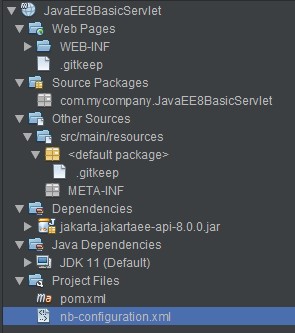 JavaEE8BasicServlet
Web Pages
WEB-INF
.gitkeep
Source Packages
com.mycompany.JavaEE8BasicServlet
Other Sources
src/main/resources
<default package>
.gitkeep
META-INF
Dependencies
jakarta.jakartaee-api-8.0.0.jar
Java Dependencies
JDK 11 (Default)
Project Files
pom.xml
nb-configuration.xml